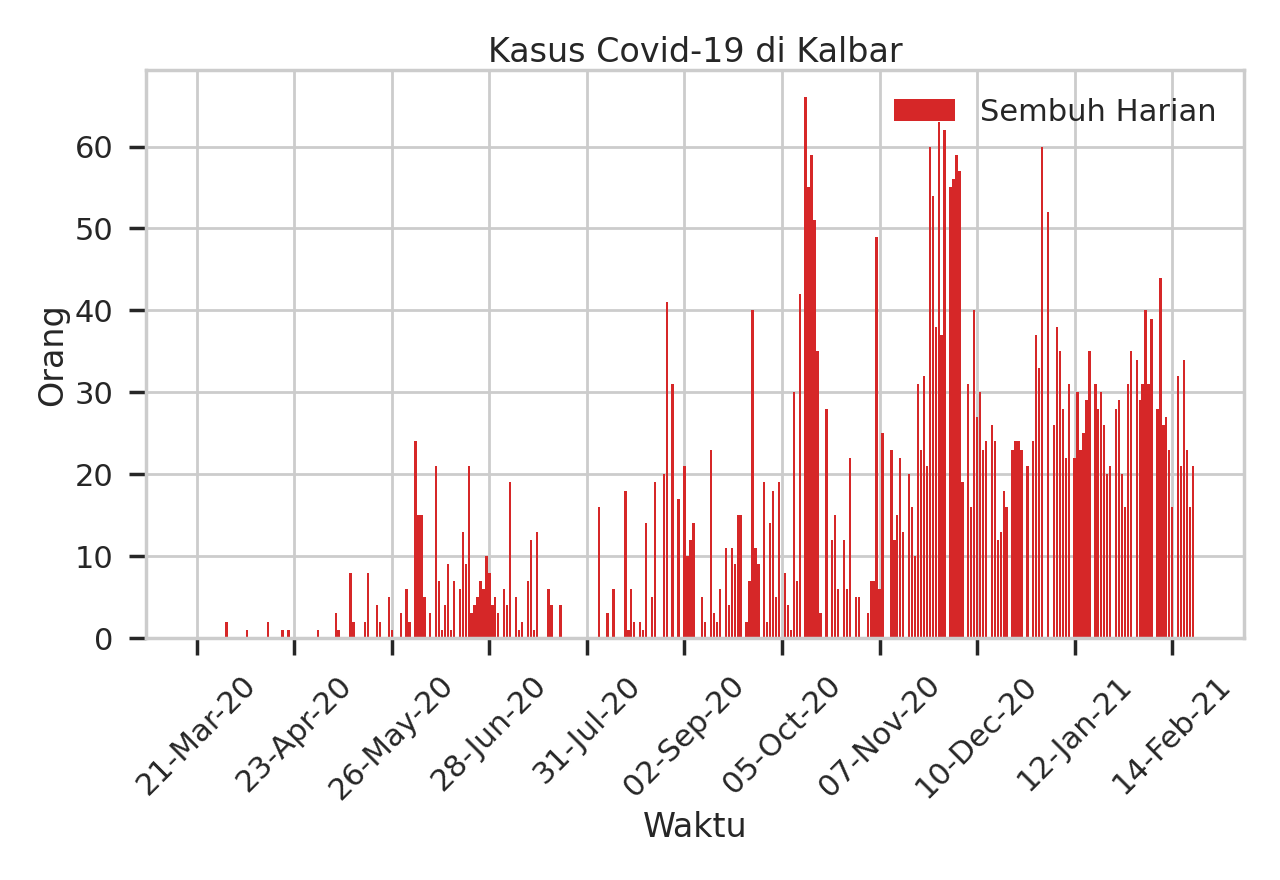 Kasus Covid-19 di Kalbar
Sembuh Harian
Orang
60
50
40
30
20
10
0
21-Mar-20
23-Apr-20
26-May-20
28-Jun-20
31-Jul-20
02-Sep-20
05-Oct-20
07-Nov-20
10-Dec-20
12-Jan-21
14-Feb-21
Waktu